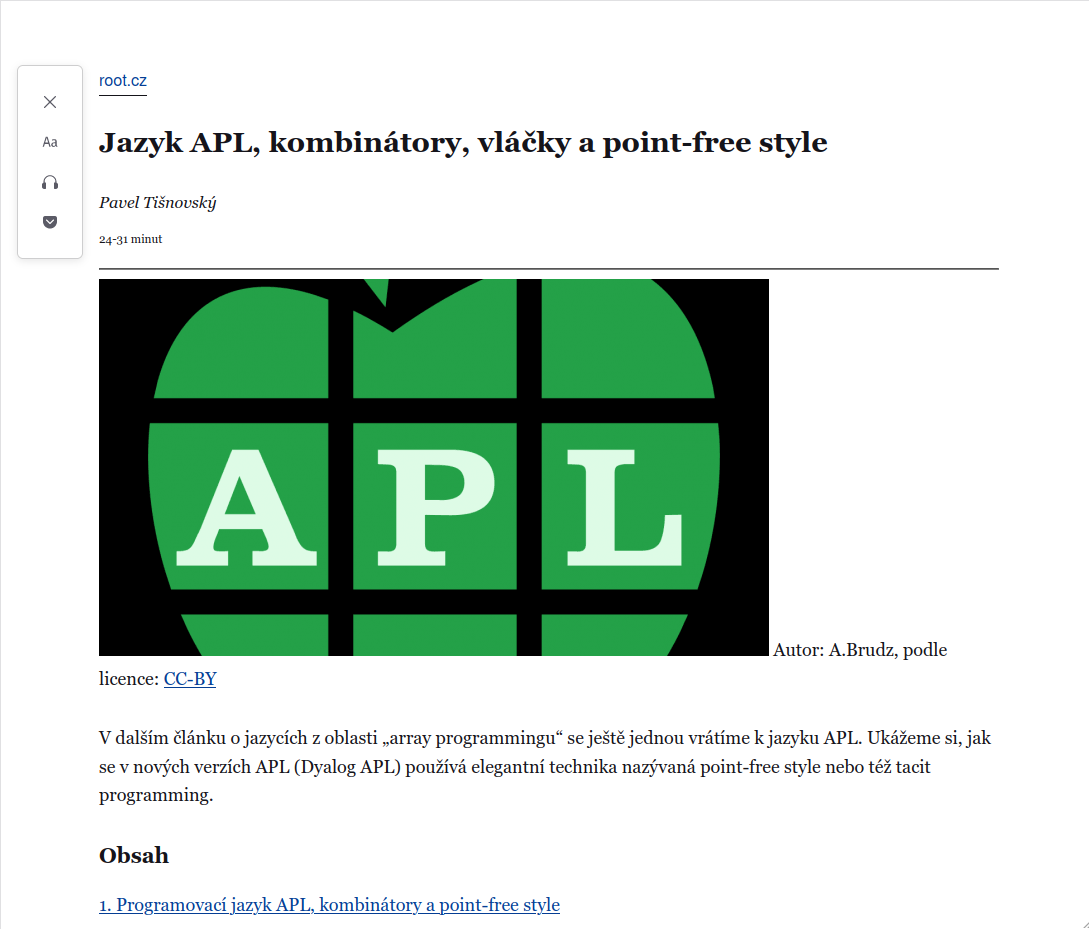 root.cz
Aa
Jazyk APL, kombinátory, vláčky a point-free style
Pavel Tišnovský
24-31 minut
A P L
Autor: A.Brudz, podle
licence: CC-BY
V dalším článku o jazycích z oblasti „array programmingu“ se ještě jednou vrátíme k jazyku APL. Ukážeme si, jak
se v nových verzích APL (Dyalog APL) používá elegantní technika nazývaná point-free style nebo též tacit
programming.
Obsah
1. Programovací jazyk APL, kombinátory a point-free style